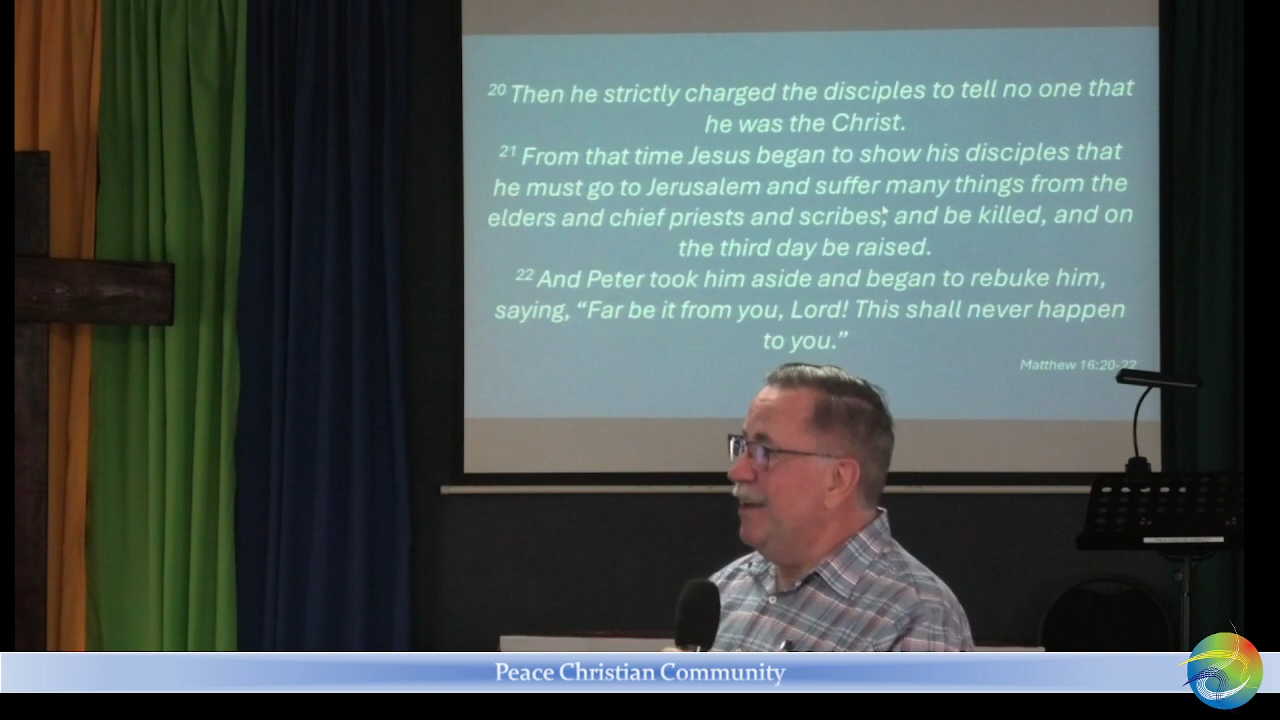 20 Then he strictly charged the disciples to tell no one that
he was the Christ.
21 From that time Jesus began to show his disciples that
he must go to Jerusalem and suffer many things from the
elders and chief priests and scribes, and be killed, and on
the third day be raised.
22 And Peter took him aside and began to rebuke him,
saying, “Far be it from you, Lord! This shall never happen
to you.”
Matthew 16:20-22
Peace Christian Community